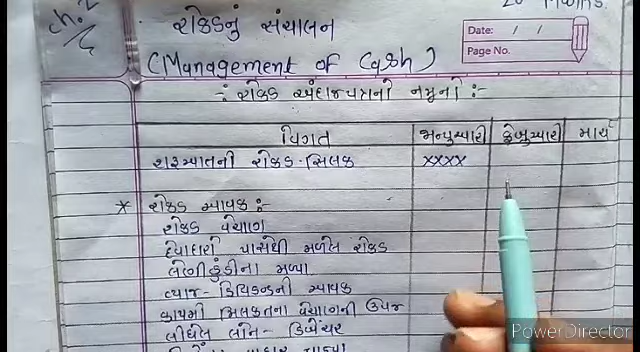 ch. 2
રોકડનું સંચાલન
Date: / /
Page No.
(Management of Cash)
:- રોકડ અંદાજપત્રનો નમુનો :-
વિગત જાન્યુઆરી ફેબ્રુઆરી માર્ચ
શરૂઆતની રોકડ સિલક xxxx
* રોકડ આવક :-
રોકડ વેચાણ
દેવાદારો પાસેથી મળેલ રોકડ
લેણીહુંડીના મળ્યા
વ્યાજ - ડિવિડન્ડની આવક
કાયમી મિલકતના વેચાણની ઉપજ
લીધેલ લોન - ડિબેંચર
PowerDirector